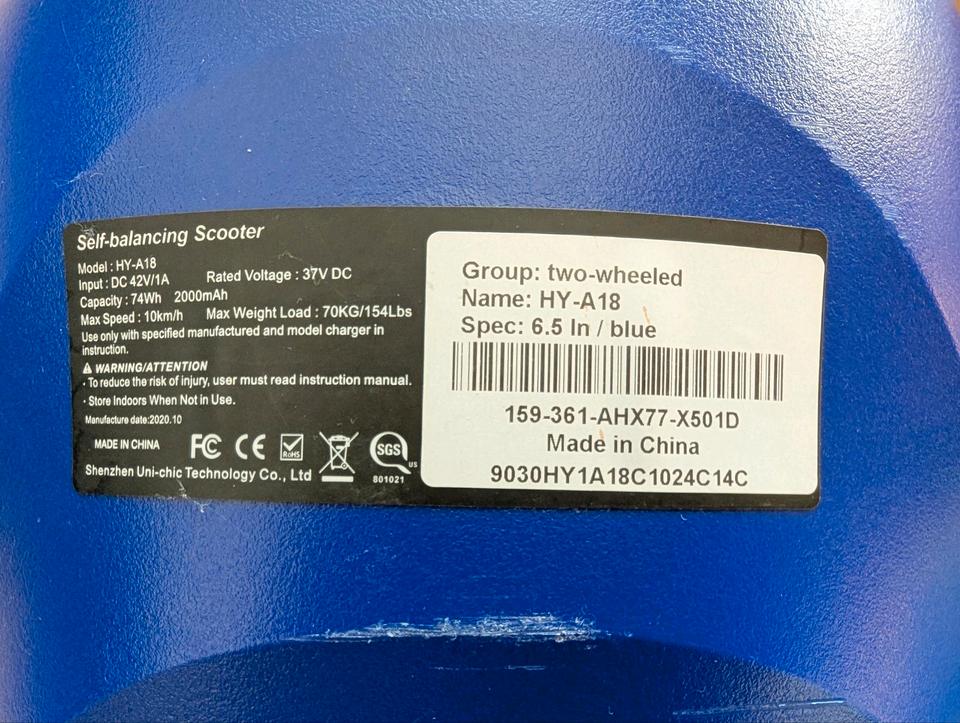 Self-balancing Scooter
Model : HY-A18
Input : DC 42V/1A Rated Voltage : 37V DC
Capacity : 74Wh 2000mAh
Max Speed : 10km/h Max Weight Load : 70KG/154Lbs
Use only with specified manufactured and model charger in
instruction.
WARNING/ATTENTION
· To reduce the risk of injury, user must read instruction manual.
· Store Indoors When Not in Use.
Manufacture date:2020.10
MADE IN CHINA FC CE RoHS SGS US
801021
Shenzhen Uni-chic Technology Co., Ltd
Group: two-wheeled
Name: HY-A18
Spec: 6.5 In / blue
159-361-AHX77-X501D
Made in China
9030HY1A18C1024C14C